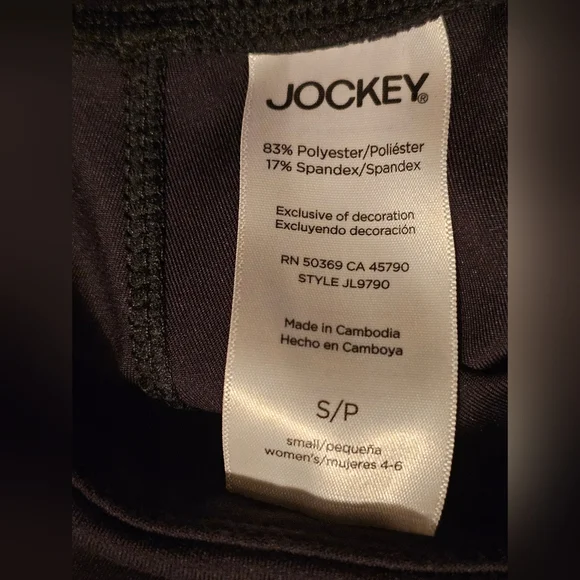 JOCKEY®
83% Polyester/Poliéster
17% Spandex/Spandex
Exclusive of decoration
Excluyendo decoración
RN 50369 CA 45790
STYLE JL9790
Made in Cambodia
Hecho en Camboya
S/P
small/pequeña
women's/mujeres 4-6